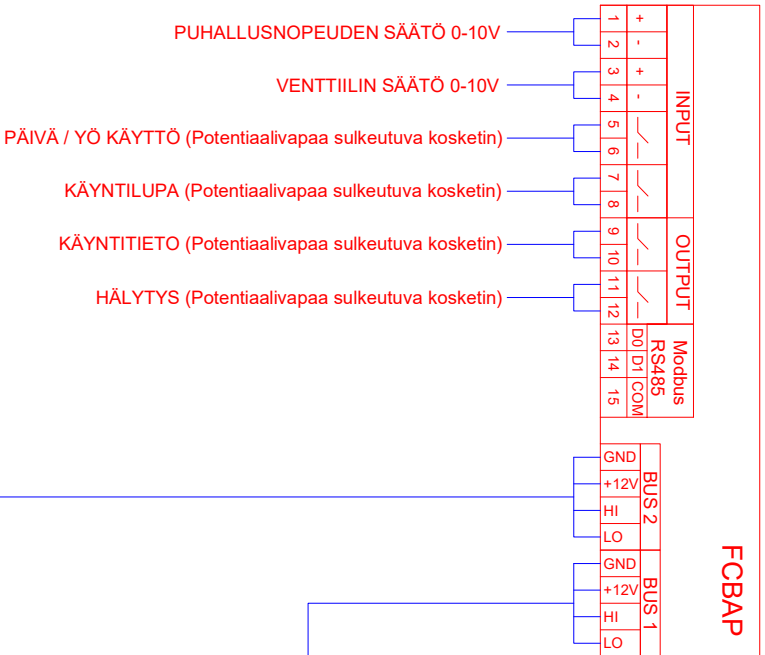 PUHALLUSNOPEUDEN SÄÄTÖ 0-10V
VENTTIILIN SÄÄTÖ 0-10V
PÄIVÄ / YÖ KÄYTTÖ (Potentiaalivapaa sulkeutuva kosketin)
KÄYNTILUPA (Potentiaalivapaa sulkeutuva kosketin)
KÄYNTITIETO (Potentiaalivapaa sulkeutuva kosketin)
HÄLYTYS (Potentiaalivapaa sulkeutuva kosketin)
1 +
2 -
3 +
4 -
5
6
7
8
9
10
11
12
13 D0
14 D1
15 COM
INPUT
OUTPUT
Modbus
RS485
GND
+12V
HI
LO
BUS 2
GND
+12V
HI
LO
BUS 1
FCBAP